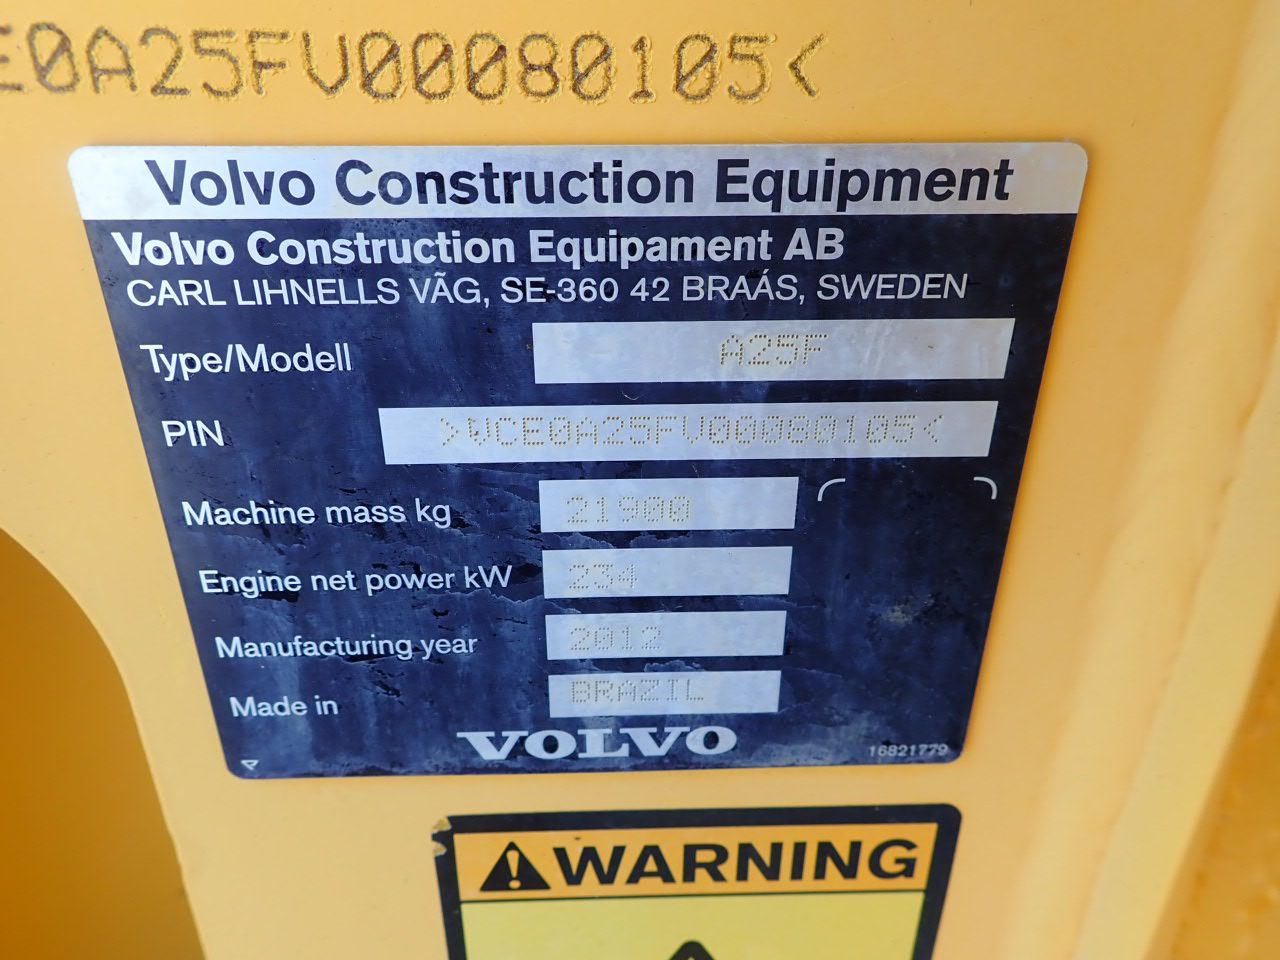 E0A25FV00080105<
Volvo Construction Equipment
Volvo Construction Equipament AB
CARL LIHNELLS VÃG, SE-360 42 BRAÁS, SWEDEN
Type/Modell A25F
PIN >VCE0A25FV00080105<
Machine mass kg 21900
Engine net power kW 234
Manufacturing year 2012
Made in BRAZIL
VOLVO
16821779
WARNING